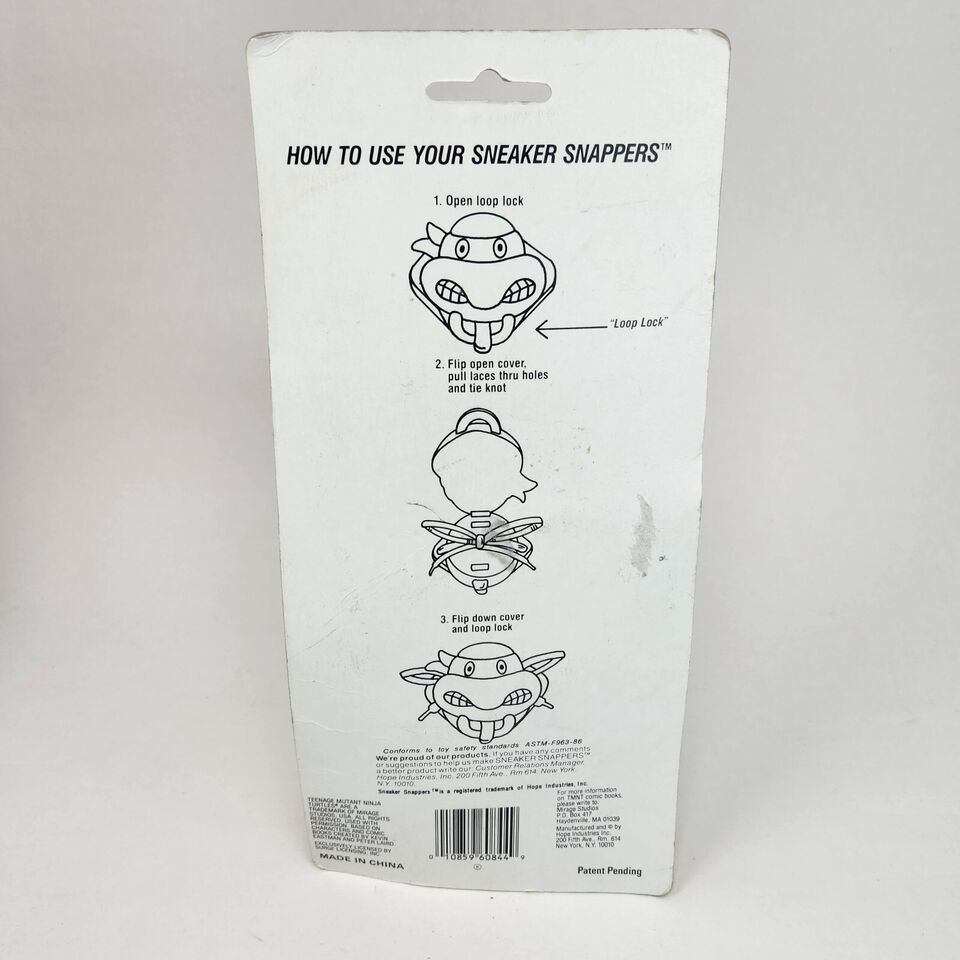 HOW TO USE YOUR SNEAKER SNAPPERS™
1. Open loop lock
"Loop Lock"
2. Flip open cover,
pull laces thru holes
and tie knot
3. Flip down cover
and loop lock
Conforms to toy safety standards ASTM-F963-86
We're proud of our products. If you have any comments
or suggestions to help us make SNEAKER SNAPPERS™
a better product write our: Customer Relations Manager,
Hope Industries, Inc. 200 Fifth Ave., Rm 614, New York,
N.Y. 10010.
Sneaker Snappers™ is a registered trademark of Hope Industries, Inc.
TEENAGE MUTANT NINJA
TURTLES® ARE A
TRADEMARK OF MIRAGE
STUDIOS, USA. ALL RIGHTS
RESERVED. USED WITH
PERMISSION. BASED ON
CHARACTERS AND COMIC
BOOKS CREATED BY KEVIN
EASTMAN AND PETER LAIRD.
EXCLUSIVELY LICENSED BY
SURGE LICENSING, INC.
MADE IN CHINA
0 10859 60844 9
®
For more information
on TMNT comic books,
please write to:
Mirage Studios
P.O. Box 417
Haydenville, MA 01039
Manufactured and © by
Hope Industries Inc.
200 Fifth Ave., Rm. 614
New York, N.Y. 10010
Patent Pending